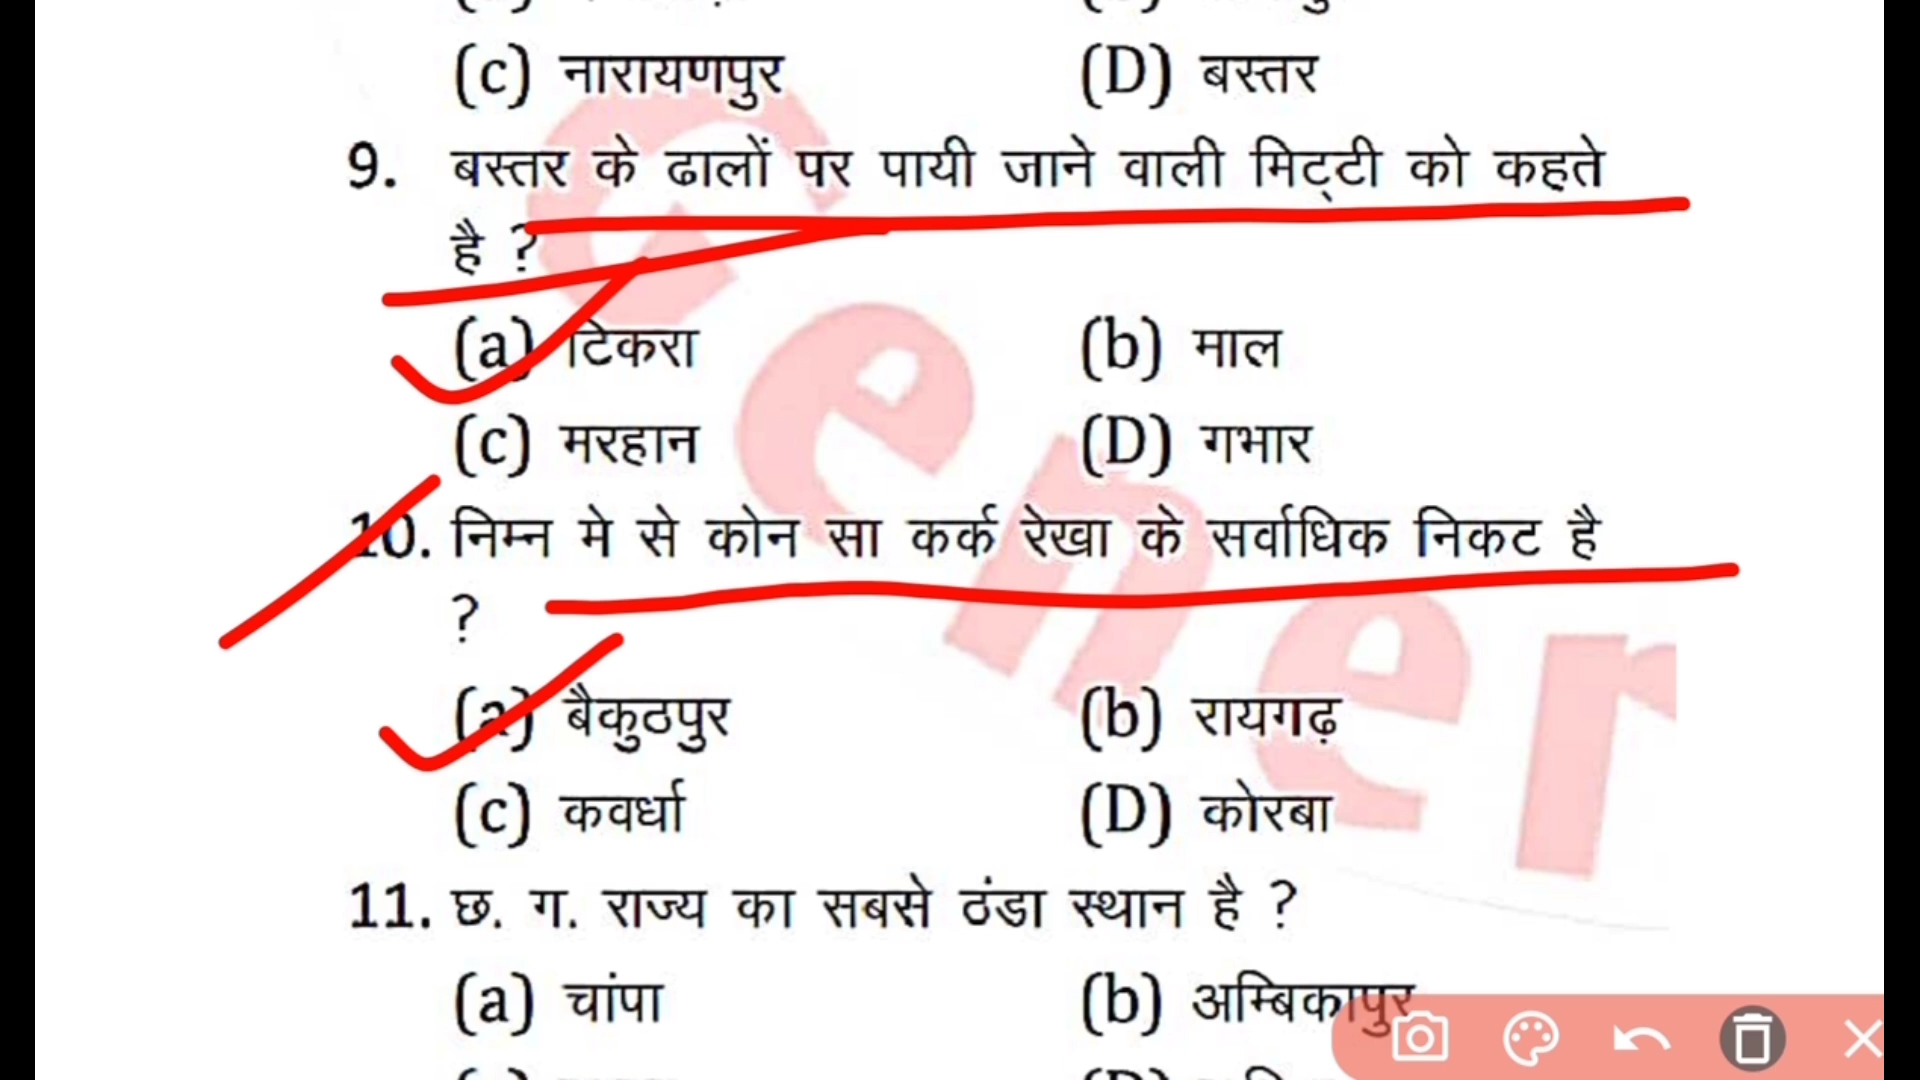 (c) नारायणपुर (D) बस्तर
9. बस्तर के ढालों पर पायी जाने वाली मिट्टी को कहते
है ?
(a) टिकरा (b) माल
(c) मरहान (D) गभार
10. निम्न मे से कोन सा कर्क रेखा के सर्वाधिक निकट है
?
(a) बैकुठपुर (b) रायगढ़
(c) कवर्धा (D) कोरबा
11. छ. ग. राज्य का सबसे ठंडा स्थान है ?
(a) चांपा (b) अम्बिकापुर